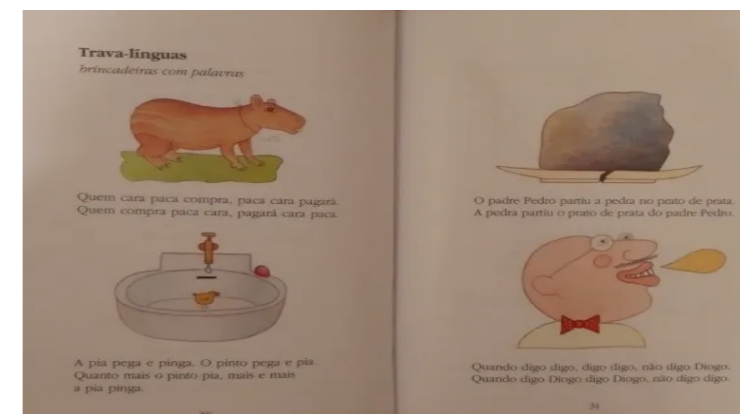 Trava-línguas
brincadeiras com palavras
Quem cara paca compra, paca cara pagará.
Quem compra paca cara, pagará cara paca.
A pia pega e pinga. O pinto pega e pia.
Quanto mais o pinto pia, mais e mais
a pia pinga.
O padre Pedro partiu a pedra no prato de prata.
A pedra partiu o prato de prata do padre Pedro.
Quando digo digo, digo digo, não digo Diogo.
Quando digo Diogo digo Diogo, não digo digo.
31